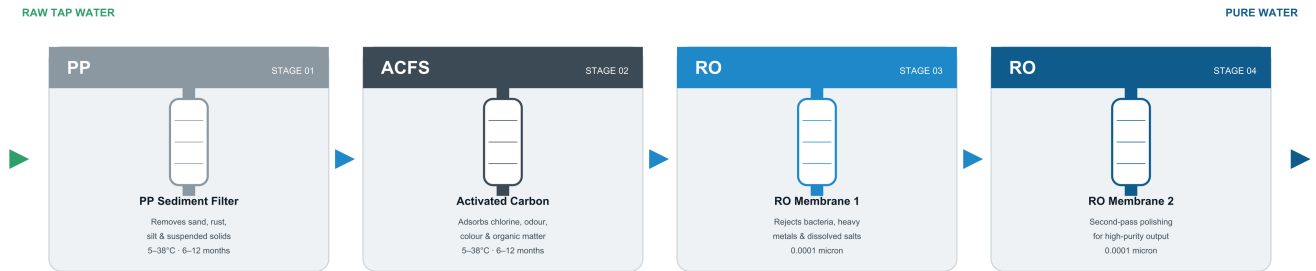 RAW TAP WATER
PURE WATER
PP
STAGE 01
PP Sediment Filter
Removes sand, rust,
silt & suspended solids
5–38°C · 6–12 months
ACFS
STAGE 02
Activated Carbon
Adsorbs chlorine, odour,
colour & organic matter
5–38°C · 6–12 months
RO
STAGE 03
RO Membrane 1
Rejects bacteria, heavy
metals & dissolved salts
0.0001 micron
RO
STAGE 04
RO Membrane 2
Second-pass polishing
for high-purity output
0.0001 micron